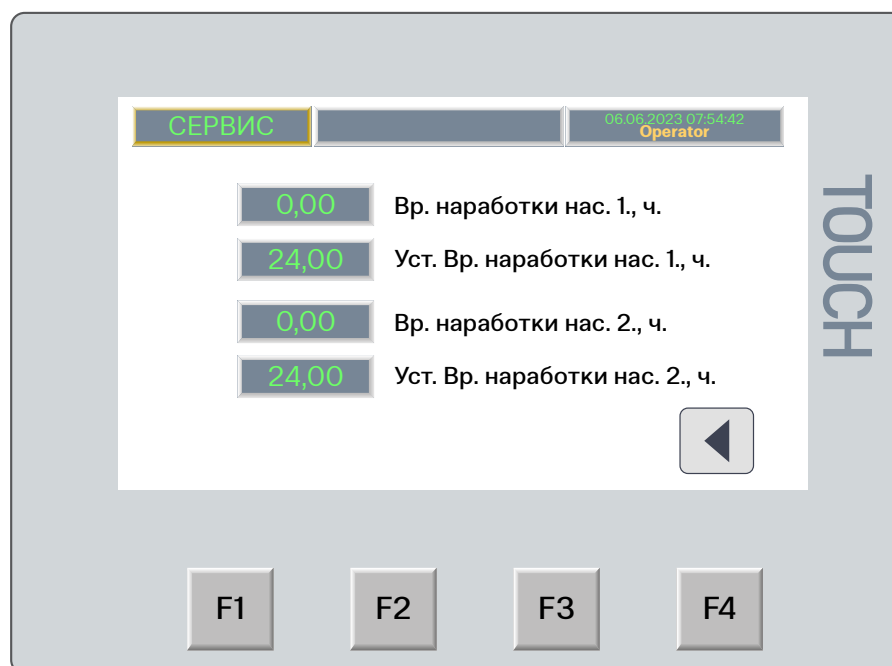 СЕРВИС
06.06.2023 07:54:42
Operator
0,00 Вр. наработки нас. 1., ч.
24,00 Уст. Вр. наработки нас. 1., ч.
0,00 Вр. наработки нас. 2., ч.
24,00 Уст. Вр. наработки нас. 2., ч.
TOUCH
F1 F2 F3 F4